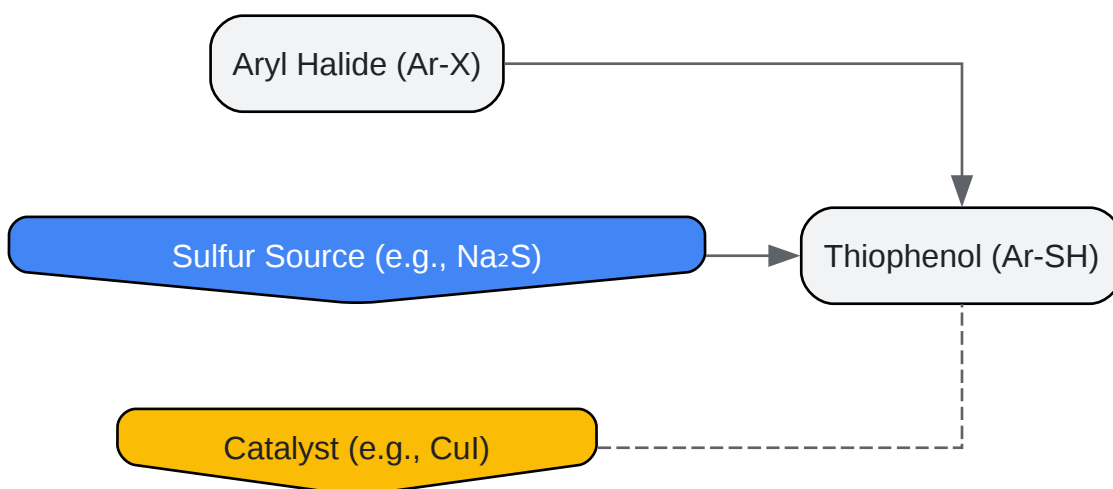 Aryl Halide (Ar-X)
Sulfur Source (e.g., Na₂S)
Thiophenol (Ar-SH)
Catalyst (e.g., CuI)